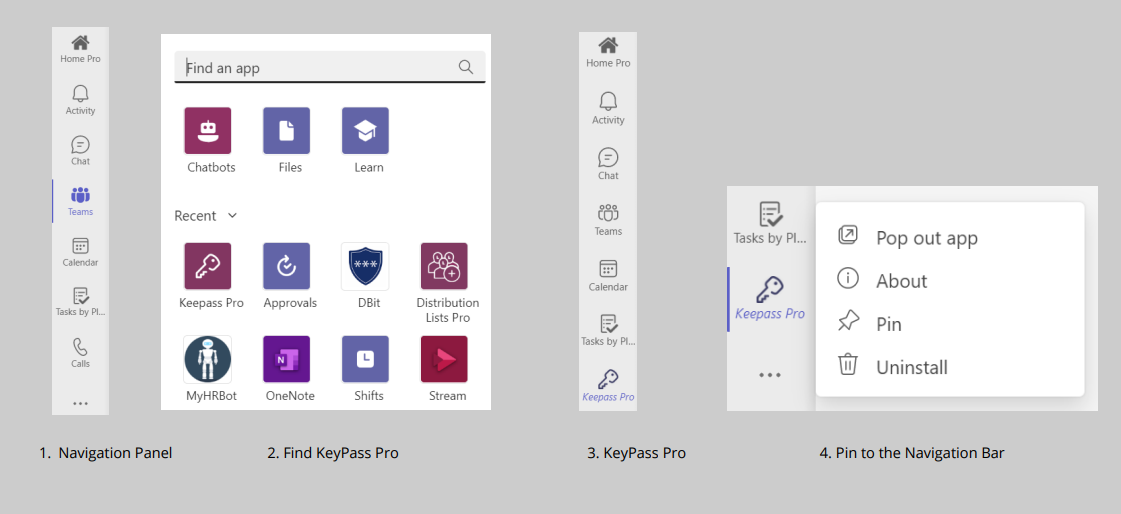 Home Pro
Activity
Chat
Teams
Calendar
Tasks by Pl...
Calls
...
Find an app
Chatbots
Files
Learn
Recent
Keepass Pro
Approvals
***
DBit
Distribution
Lists Pro
MyHRBot
N
OneNote
Shifts
Stream
Home Pro
Activity
Chat
Teams
Calendar
Tasks by Pl...
Keepass Pro
Tasks by Pl...
Keepass Pro
...
Pop out app
About
Pin
Uninstall
1. Navigation Panel
2. Find KeyPass Pro
3. KeyPass Pro
4. Pin to the Navigation Bar